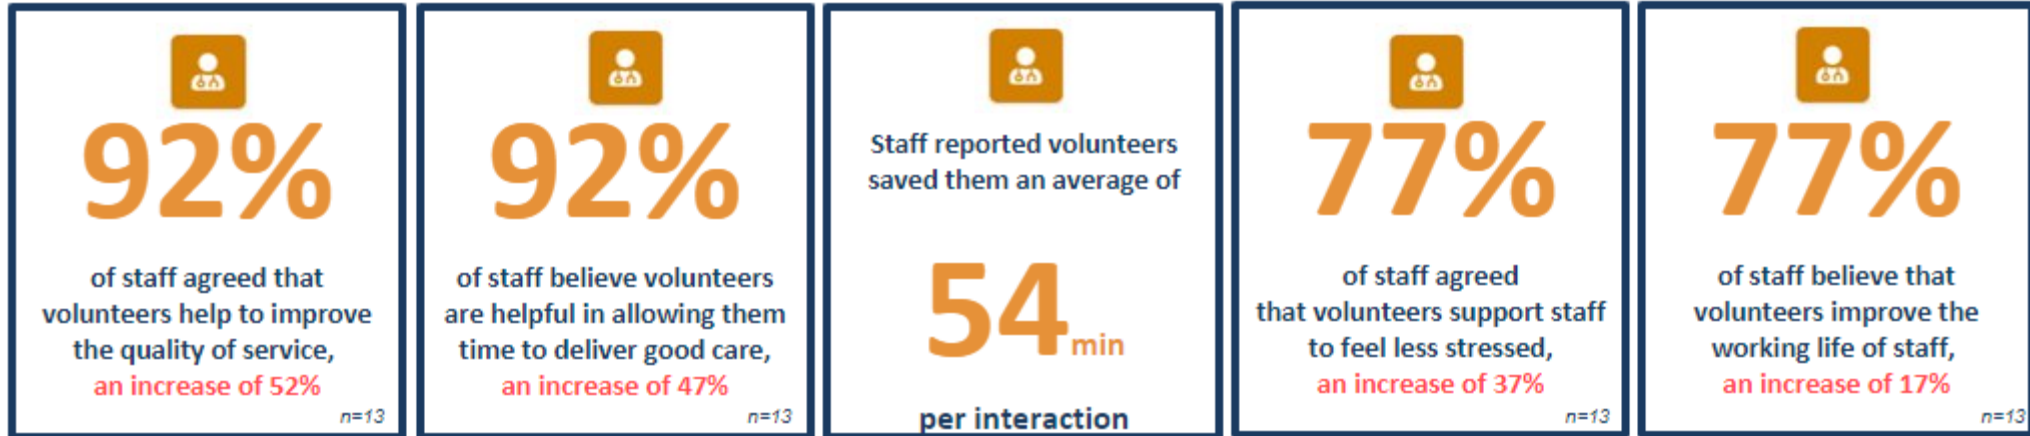 92%
of staff agreed that
volunteers help to improve
the quality of service,
an increase of 52%
n=13
92%
of staff believe volunteers
are helpful in allowing them
time to deliver good care,
an increase of 47%
n=13
Staff reported volunteers
saved them an average of
54 min
per interaction
77%
of staff agreed
that volunteers support staff
to feel less stressed,
an increase of 37%
n=13
77%
of staff believe that
volunteers improve the
working life of staff,
an increase of 17%
n=13